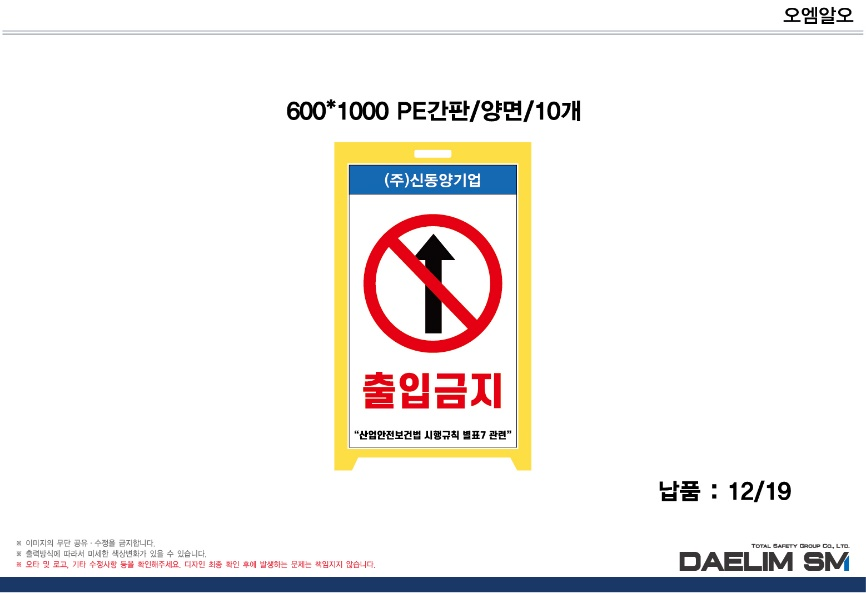 오엠알오
600*1000 PE간판/양면/10개
(주)신동양기업
출입금지
“산업안전보건법 시행규칙 별표7 관련”
납품 : 12/19
※ 이미지의 무단 공유 · 수정을 금지합니다.
※ 출력방식에 따라서 미세한 색상변화가 있을 수 있습니다.
※ 오타 및 로고, 기타 수정사항 등을 확인해주세요. 디자인 최종 확인 후에 발생하는 문제는 책임지지 않습니다.
TOTAL SAFETY GROUP CO., LTD.
DAELIM SM